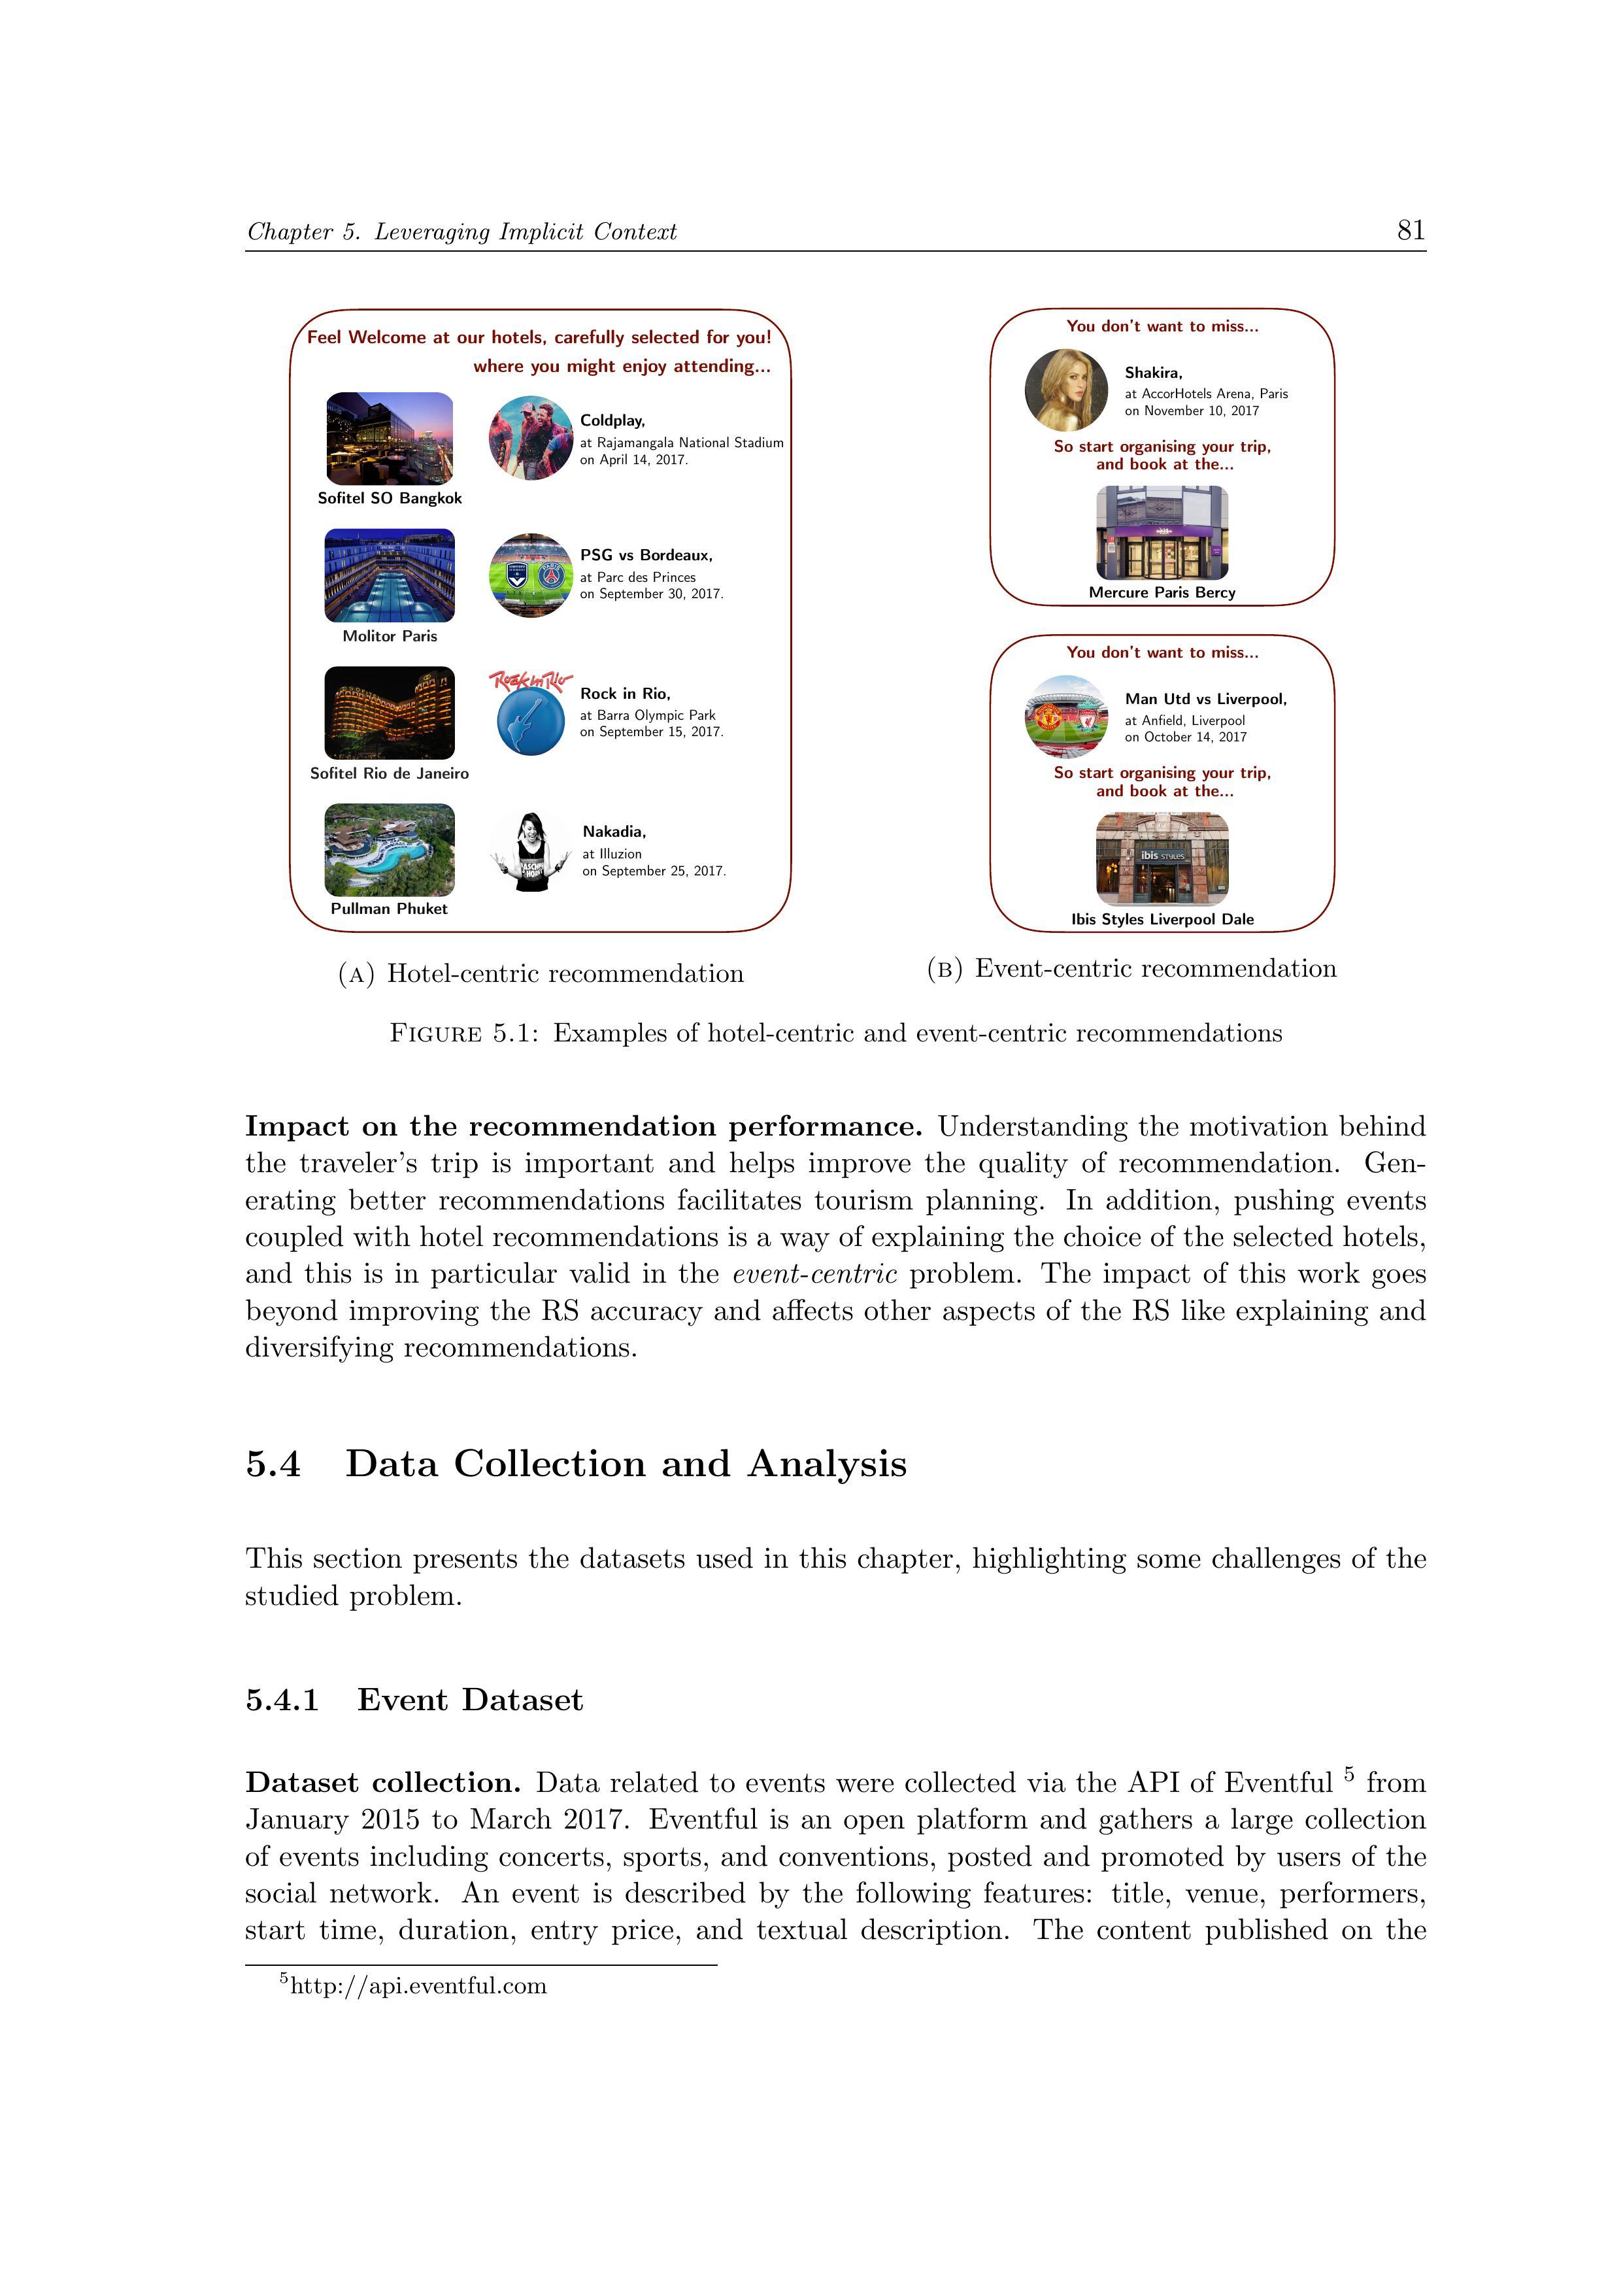 Chapter 5. Leveraging Implicit Context 81
Feel Welcome at our hotels, carefully selected for you!
where you might enjoy attending...
Sofitel SO Bangkok
Coldplay,
at Rajamangala National Stadium
on April 14, 2017.
Molitor Paris
PSG vs Bordeaux,
at Parc des Princes
on September 30, 2017.
Sofitel Rio de Janeiro
Rock in Rio
Rock in Rio,
at Barra Olympic Park
on September 15, 2017.
Pullman Phuket
Nakadia,
at Illuzion
on September 25, 2017.
(A) Hotel-centric recommendation
You don't want to miss...
Shakira,
at AccorHotels Arena, Paris
on November 10, 2017
So start organising your trip,
and book at the...
Mercure Paris Bercy
You don't want to miss...
Man Utd vs Liverpool,
at Anfield, Liverpool
on October 14, 2017
So start organising your trip,
and book at the...
ibis STYLES
Ibis Styles Liverpool Dale
(B) Event-centric recommendation
FIGURE 5.1: Examples of hotel-centric and event-centric recommendations
Impact on the recommendation performance. Understanding the motivation behind
the traveler's trip is important and helps improve the quality of recommendation. Gen-
erating better recommendations facilitates tourism planning. In addition, pushing events
coupled with hotel recommendations is a way of explaining the choice of the selected hotels,
and this is in particular valid in the event-centric problem. The impact of this work goes
beyond improving the RS accuracy and affects other aspects of the RS like explaining and
diversifying recommendations.
5.4 Data Collection and Analysis
This section presents the datasets used in this chapter, highlighting some challenges of the
studied problem.
5.4.1 Event Dataset
Dataset collection. Data related to events were collected via the API of Eventful 5 from
January 2015 to March 2017. Eventful is an open platform and gathers a large collection
of events including concerts, sports, and conventions, posted and promoted by users of the
social network. An event is described by the following features: title, venue, performers,
start time, duration, entry price, and textual description. The content published on the
5http://api.eventful.com